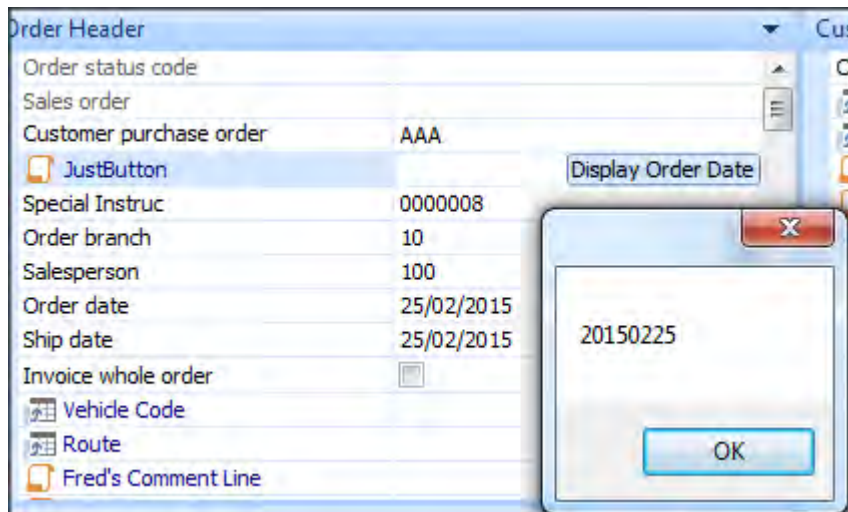 Order Header
Cus
Order status code
Sales order
Customer purchase order AAA
JustButton Display Order Date
Special Instruc 0000008
Order branch 10
Salesperson 100
Order date 25/02/2015
Ship date 25/02/2015
20150225
Invoice whole order
Vehicle Code
Route
OK
Fred's Comment Line